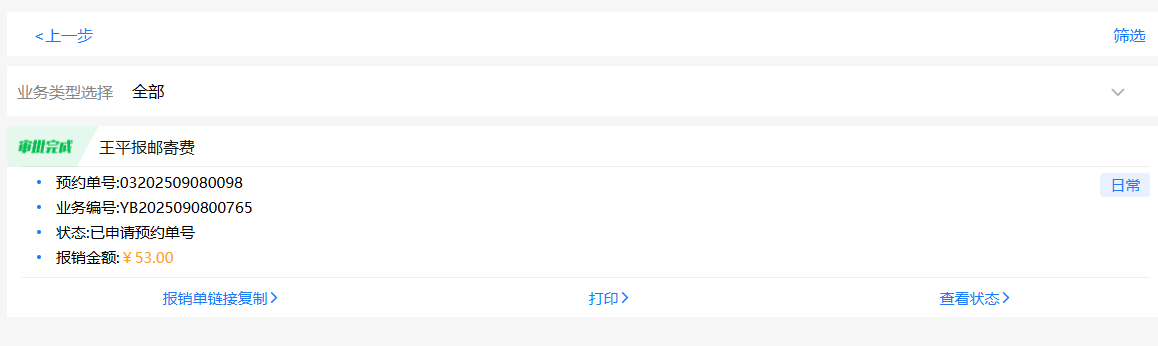 <上一步 筛选
业务类型选择 全部
审批完成 王平报邮寄费
预约单号:03202509080098 日常
业务编号:YB2025090800765
状态:已申请预约单号
报销金额:￥53.00
报销单链接复制> 打印> 查看状态>